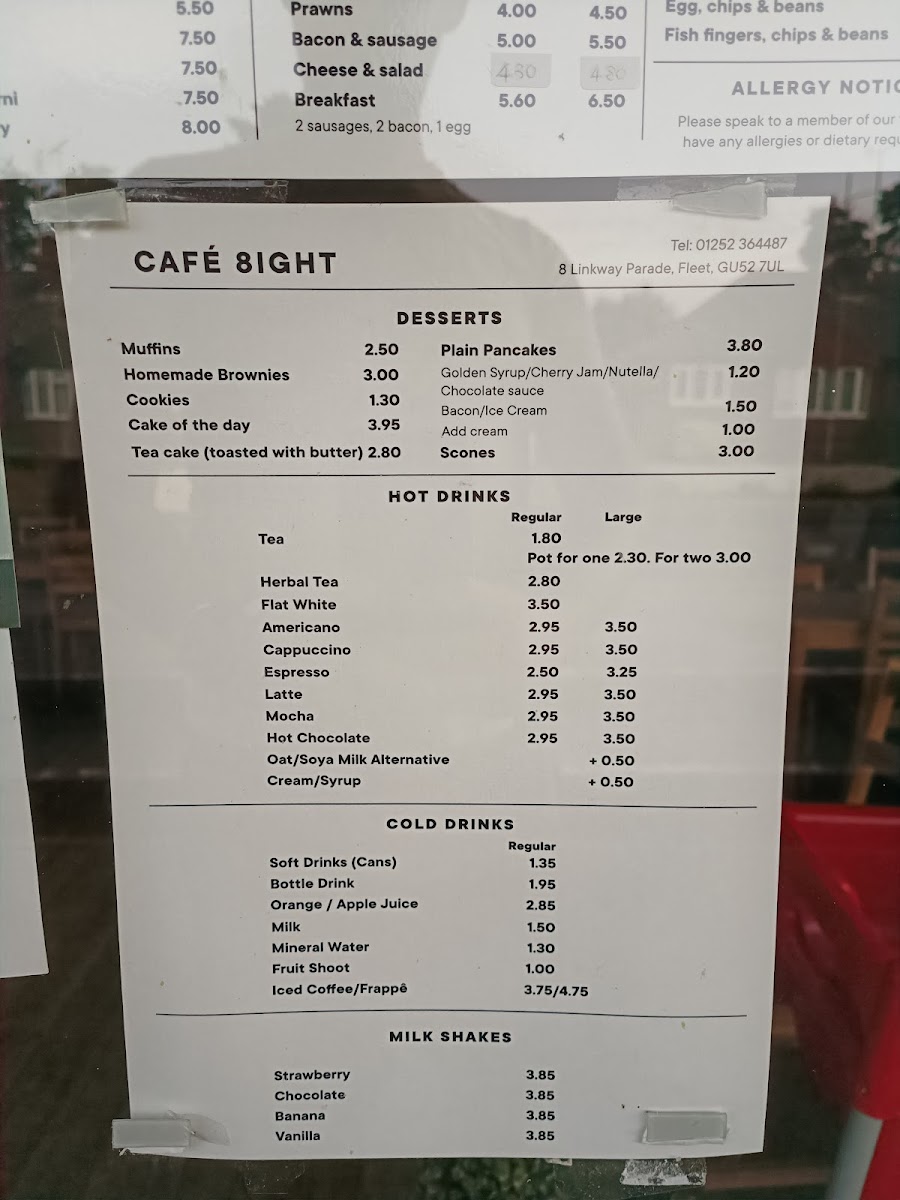 5.50 Prawns 4.00 4.50 Egg, chips & beans
7.50 Bacon & sausage 5.00 5.50 Fish fingers, chips & beans
7.50 Cheese & salad 4.80 4.80
7.50 Breakfast 5.60 6.50 ALLERGY
8.00 2 sausages, 2 bacon, 1 egg Please speak to a member of our
have any allergies or dietary
CAFÉ 8IGHT
Tel: 01252 364487
8 Linkway Parade, Fleet, GU52 7UL
DESSERTS
Muffins 2.50
Homemade Brownies 3.00
Cookies 1.30
Cake of the day 3.95
Tea cake (toasted with butter) 2.80
Plain Pancakes 3.80
Golden Syrup/Cherry Jam/Nutella/ 1.20
Chocolate sauce
Bacon/Ice Cream 1.50
Add cream 1.00
Scones 3.00
HOT DRINKS
Regular Large
Tea 1.80
Pot for one 2.30. For two 3.00
Herbal Tea 2.80
Flat White 3.50
Americano 2.95 3.50
Cappuccino 2.95 3.50
Espresso 2.50 3.25
Latte 2.95 3.50
Mocha 2.95 3.50
Hot Chocolate 2.95 3.50
Oat/Soya Milk Alternative + 0.50
Cream/Syrup + 0.50
COLD DRINKS
Regular
Soft Drinks (Cans) 1.35
Bottle Drink 1.95
Orange / Apple Juice 2.85
Milk 1.50
Mineral Water 1.30
Fruit Shoot 1.00
Iced Coffee/Frappê 3.75/4.75
MILK SHAKES
Strawberry 3.85
Chocolate 3.85
Banana 3.85
Vanilla 3.85